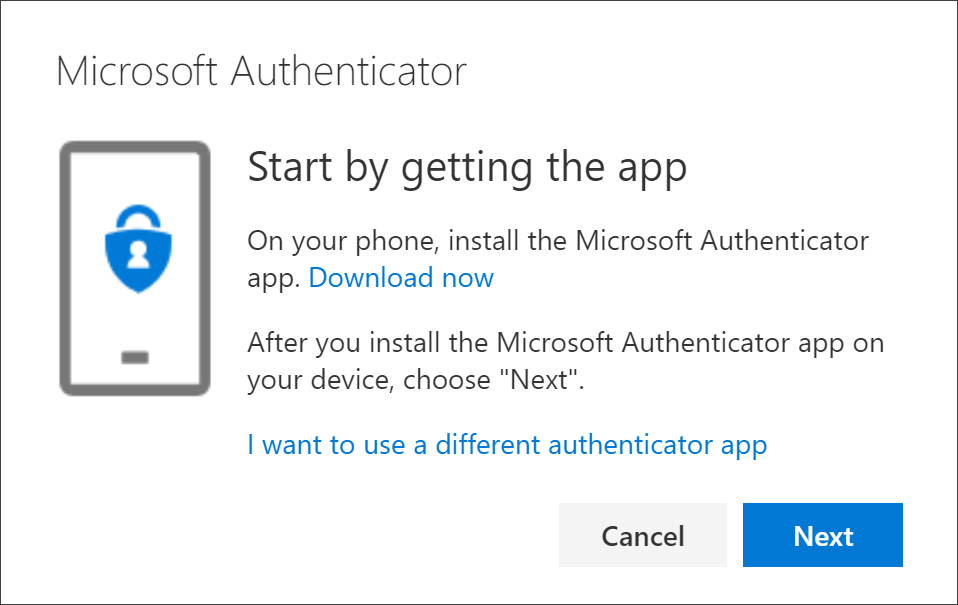 Microsoft Authenticator
Start by getting the app
On your phone, install the Microsoft Authenticator
app. Download now
After you install the Microsoft Authenticator app on
your device, choose "Next".
I want to use a different authenticator app
Cancel Next